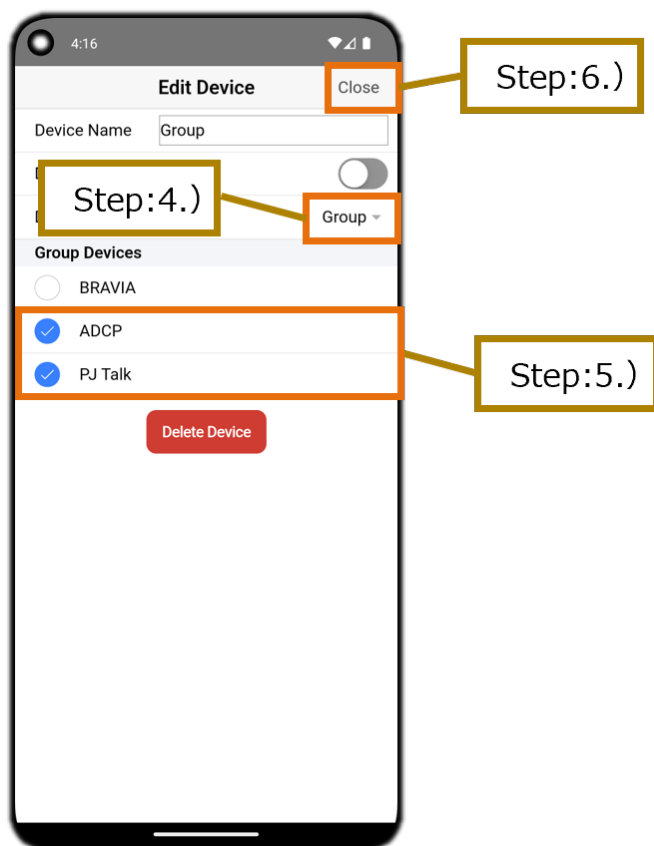 4:16
Edit Device
Close
Step:6.)
Device Name
Group
Step:4.)
Group
Group Devices
BRAVIA
ADCP
PJ Talk
Step:5.)
Delete Device